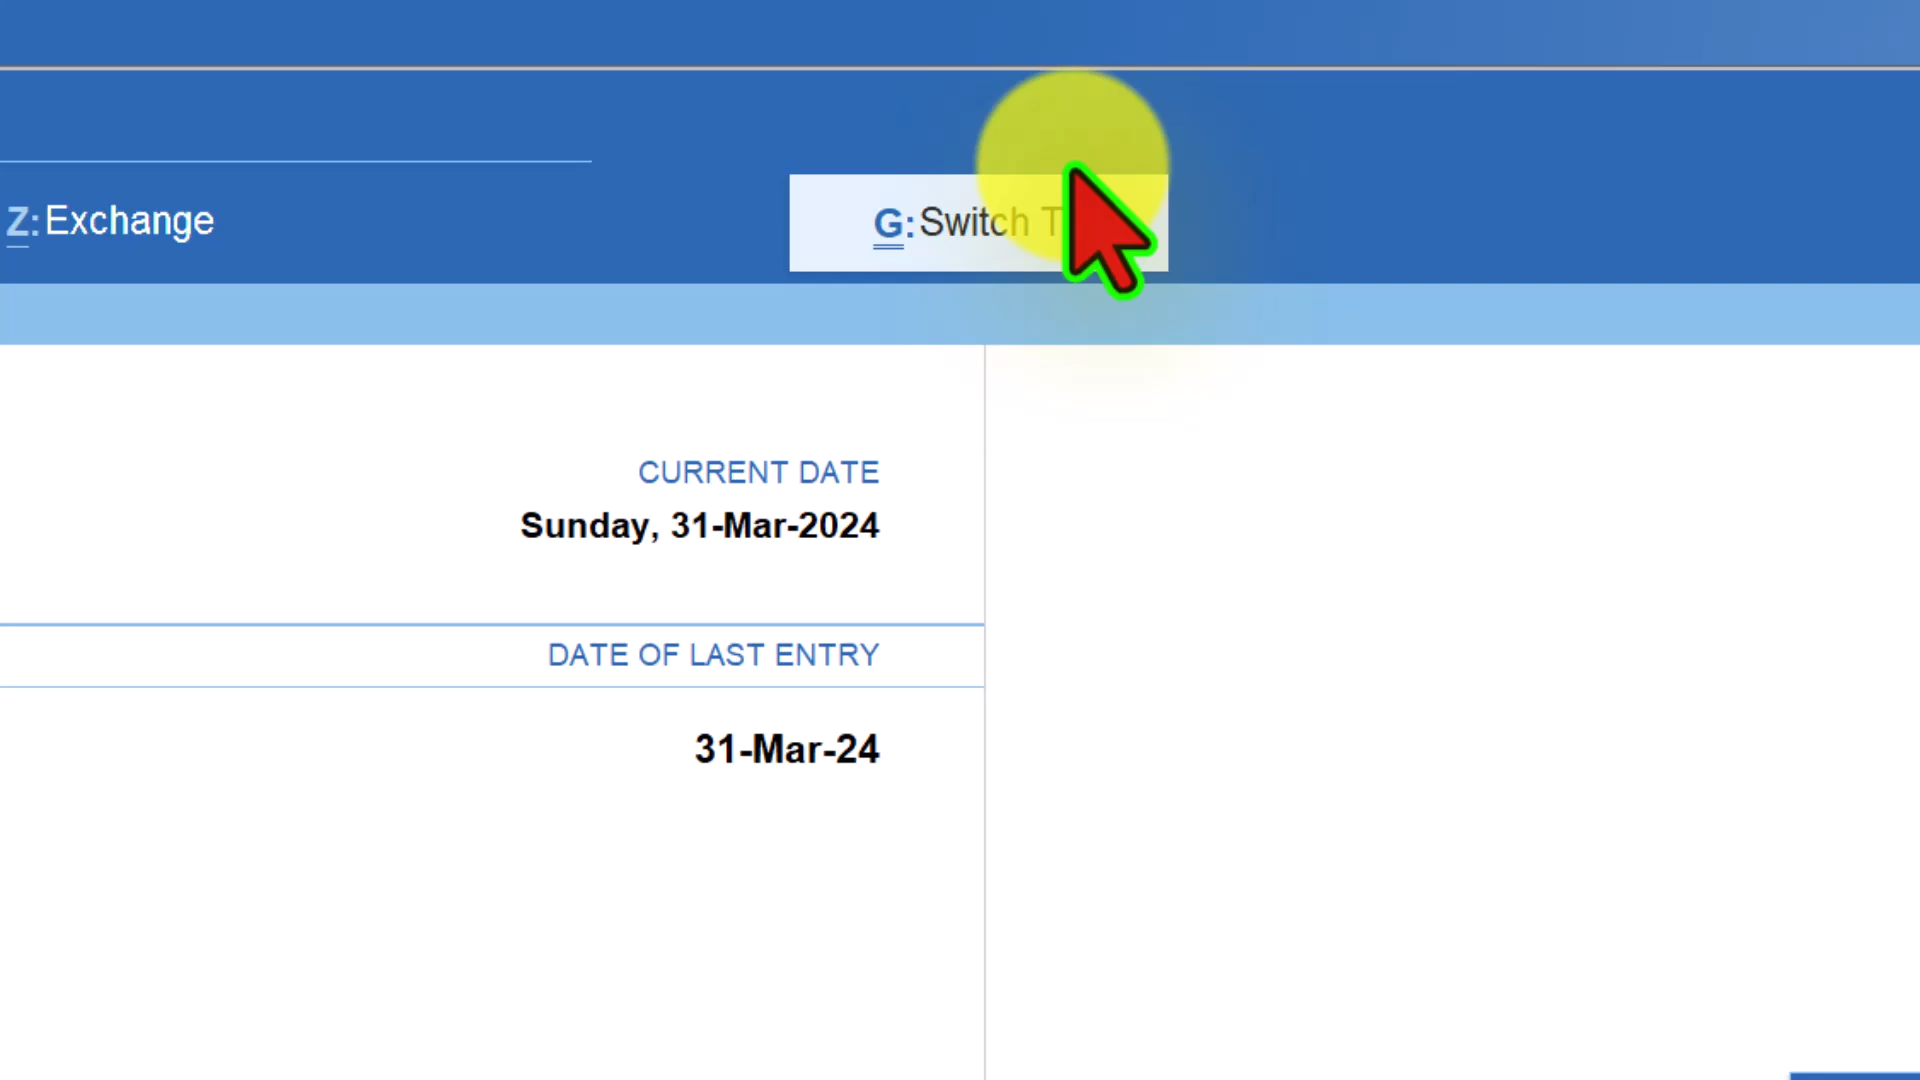 Z:Exchange
G:Switch T
CURRENT DATE
Sunday, 31-Mar-2024
DATE OF LAST ENTRY
31-Mar-24